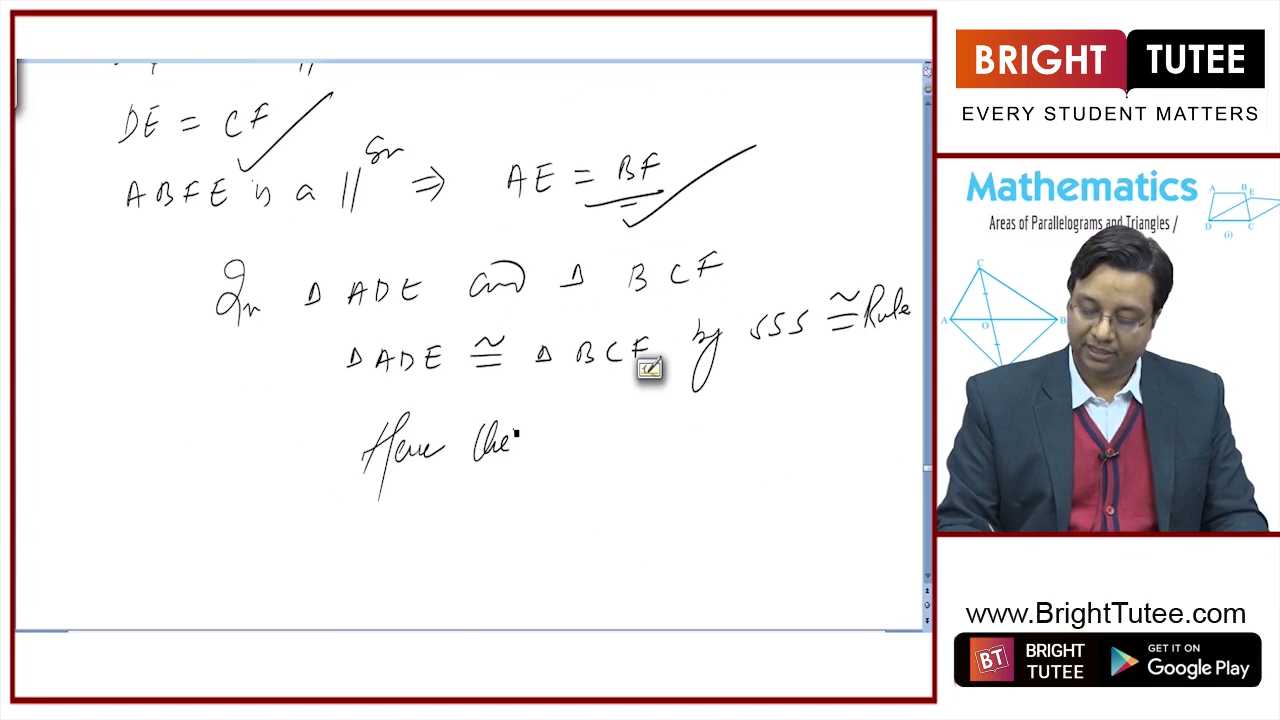 DE = CF
ABFE is a ||gm ⇒ AE = BF
In Δ ADE and Δ BCF
Δ ADE ≅ Δ BCF by SSS ≅ Rule
Hence the
BRIGHT TUTEE
EVERY STUDENT MATTERS
Mathematics
Areas of Parallelograms and Triangles /
A B E
D C
(i)
C
A O B
www.BrightTutee.com
BT BRIGHT TUTEE
GET IT ON
Google Play